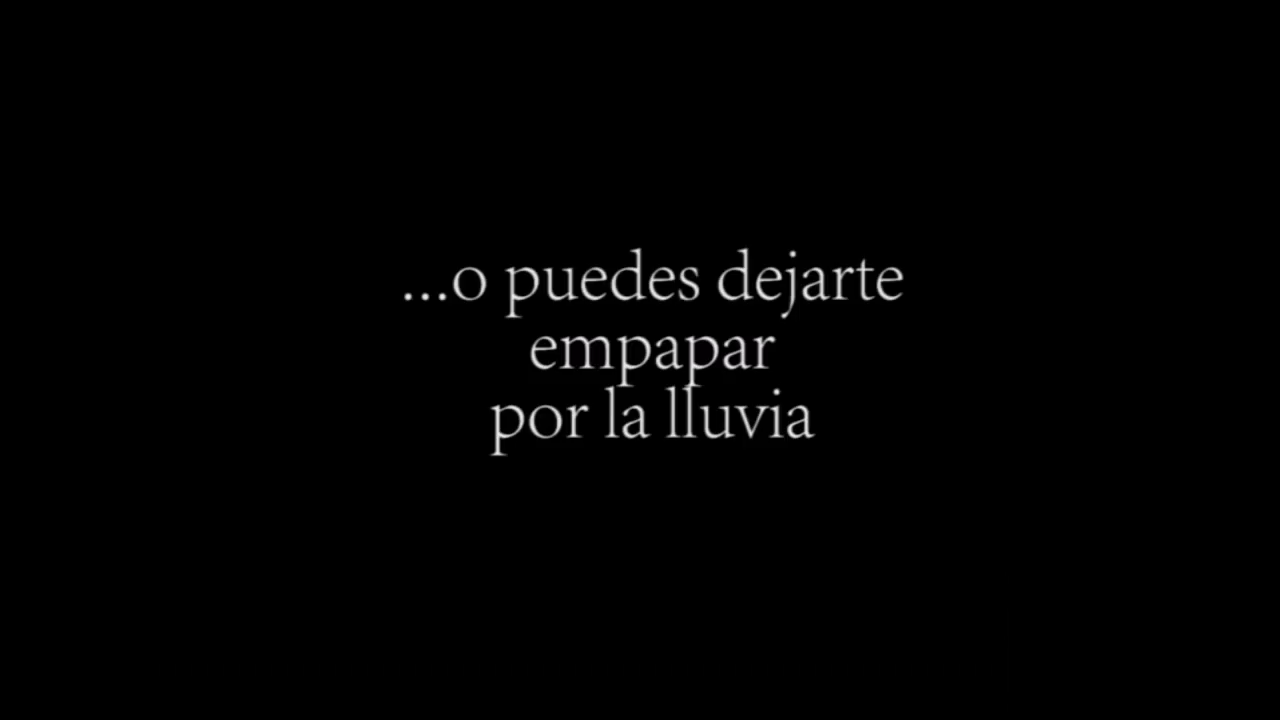 ...o puedes dejarte
empapar
por la lluvia